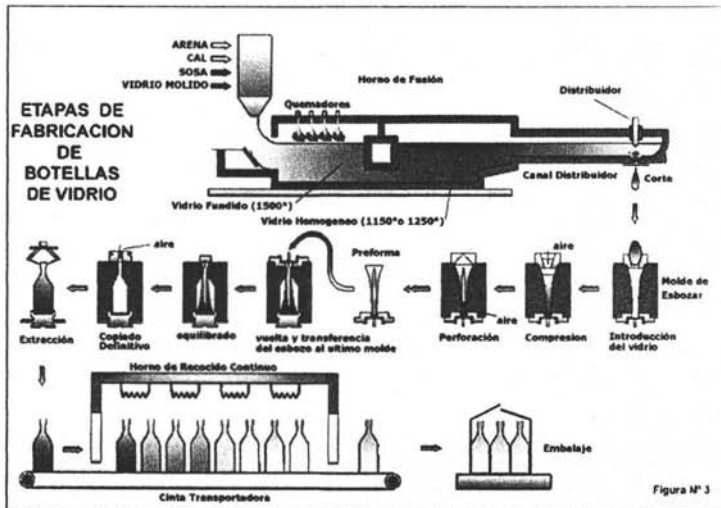 ARENA
CAL
SOSA
VIDRIO MOLIDO
ETAPAS DE
FABRICACION
DE
BOTELLAS
DE VIDRIO
Quemadores
Horno de Fusión
Distribuidor
Canal Distribuidor
Corte
Vidrio Fundido (1500°)
Vidrio Homogeneo (1150°o 1250°)
Molde de
Esbozar
Introducción
del vidrio
aire
Compresion
aire
Perforación
Preforma
vuelta y transferencia
del esbozo al ultimo molde
equilibrado
aire
Copiado
Definitivo
Extracción
Horno de Recocido Continuo
Cinta Transportadora
Embalaje
Figura Nº 3